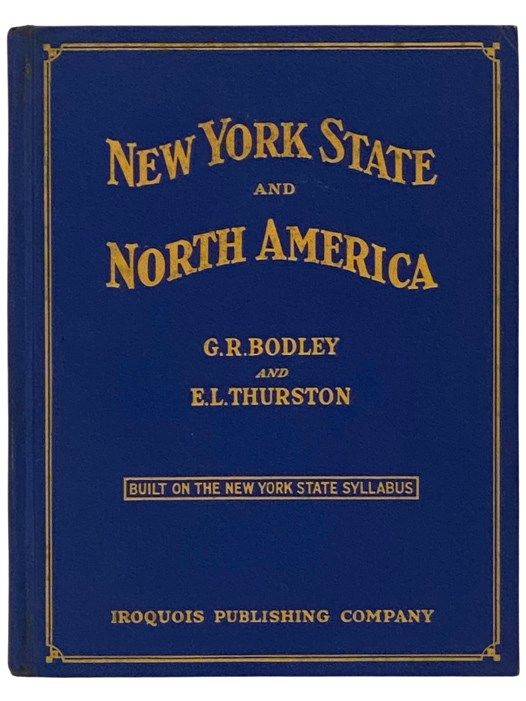 NEW YORK STATE
AND
NORTH AMERICA
G.R.BODLEY
AND
E.L.THURSTON
BUILT ON THE NEW YORK STATE SYLLABUS
IROQUOIS PUBLISHING COMPANY